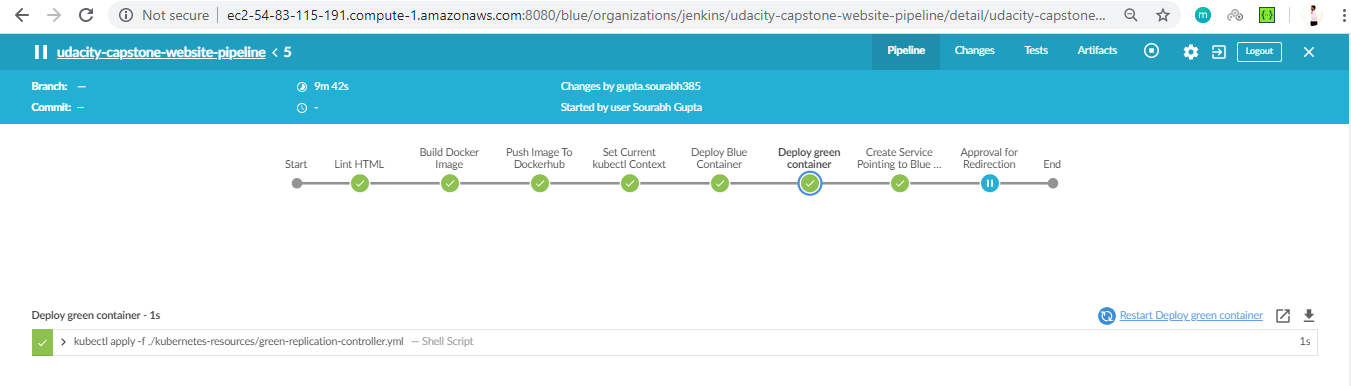 Not secure | ec2-54-83-115-191.compute-1.amazonaws.com:8080/blue/organizations/jenkins/udacity-capstone-website-pipeline/detail/udacity-capstone...
m
{·}
udacity-capstone-website-pipeline < 5
Pipeline
Changes
Tests
Artifacts
Logout
Branch: —
9m 42s
Changes by gupta.sourabh385
Commit: —
-
Started by user Sourabh Gupta
Start
Lint HTML
Build Docker
Image
Push Image To
Dockerhub
Set Current
kubectl Context
Deploy Blue
Container
Deploy green
container
Create Service
Pointing to Blue ...
Approval for
Redirection
End
Deploy green container - 1s
Restart Deploy green container
kubectl apply -f ./kubernetes-resources/green-replication-controller.yml — Shell Script
1s